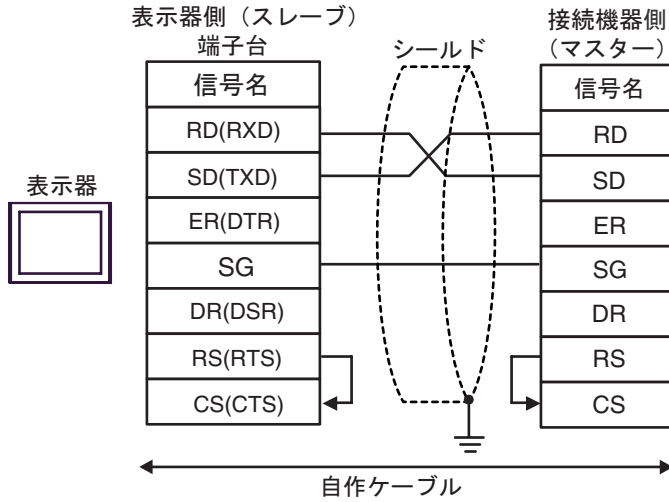 表示器側（スレーブ）
端子台
シールド
接続機器側
（マスター）
信号名
信号名
RD(RXD)
RD
SD(TXD)
SD
表示器
ER(DTR)
ER
SG
SG
DR(DSR)
DR
RS(RTS)
RS
CS(CTS)
CS
自作ケーブル